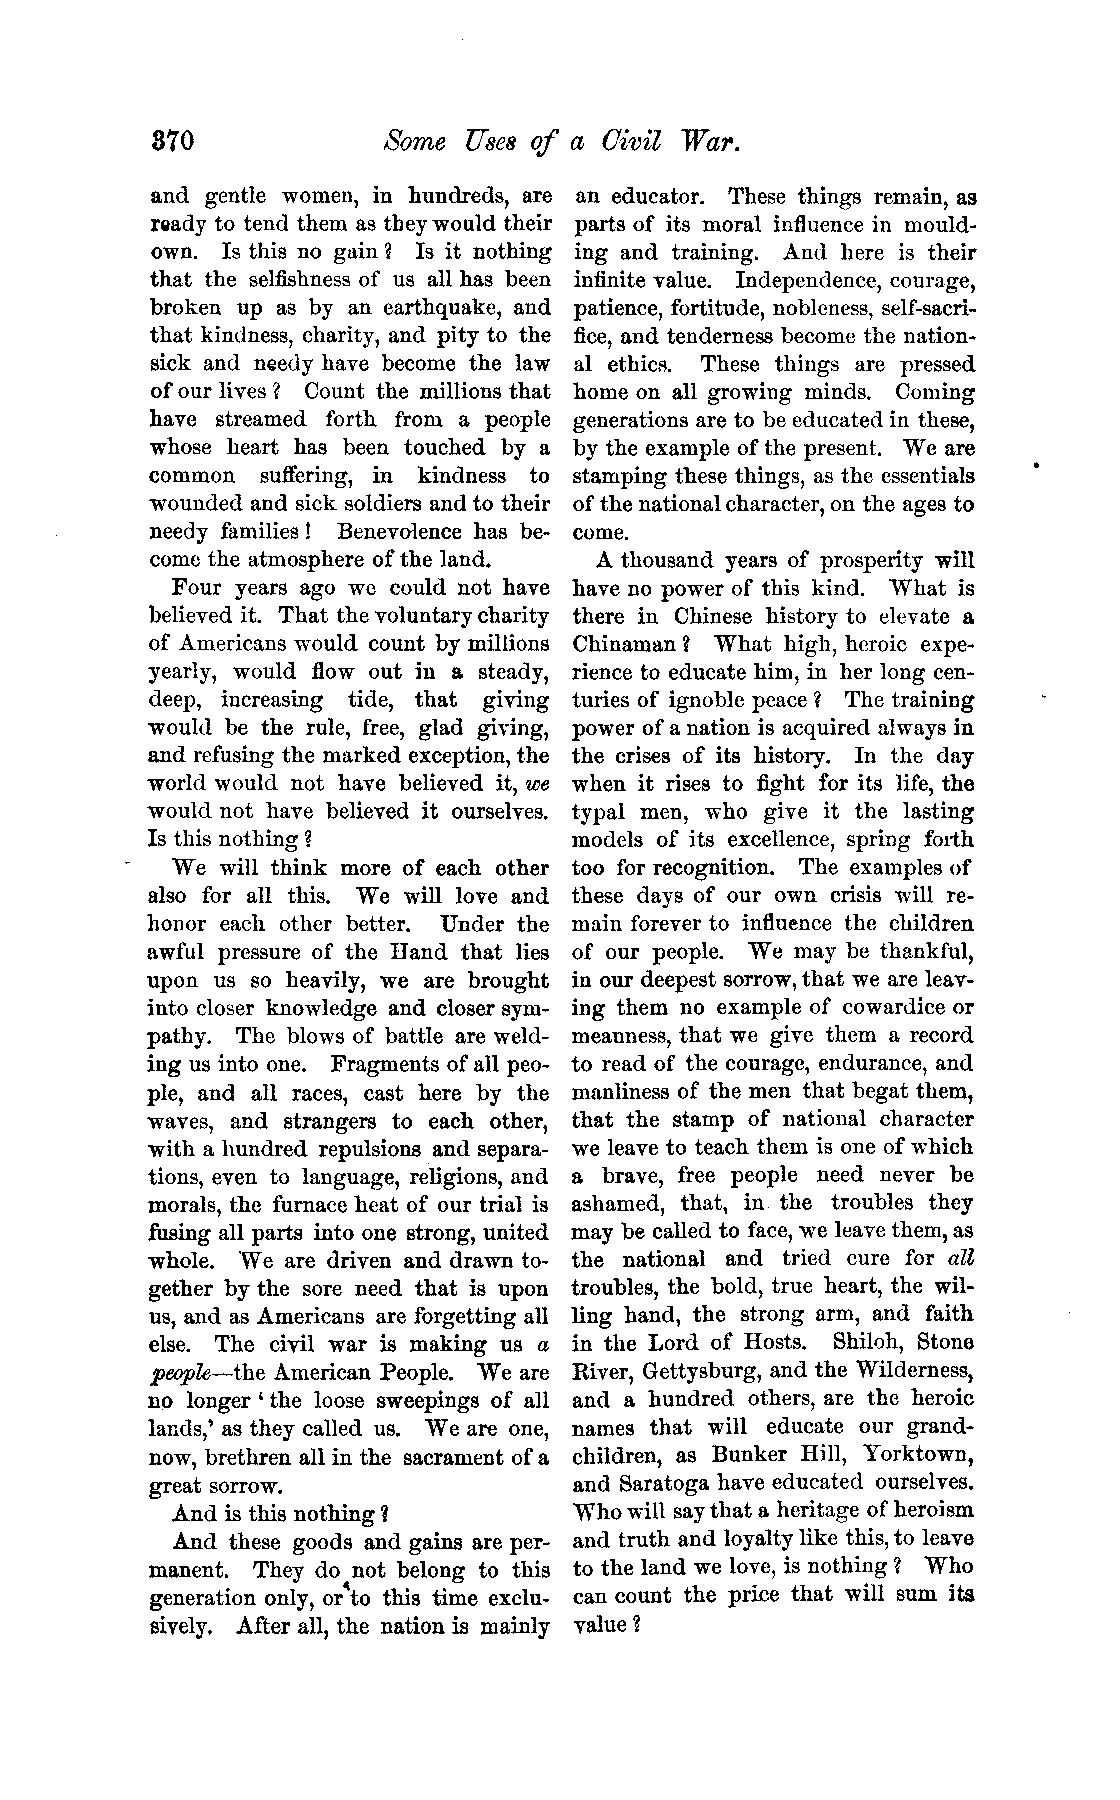 370 Some Uses of a Civil War.
and gentle women, in hundreds, are
ready to tend them as they would their
own. Is this no gain? Is it nothing
that the selfishness of us all has been
broken up as by an earthquake, and
that kindness, charity, and pity to the
sick and needy have become the law
of our lives? Count the millions that
have streamed forth from a people
whose heart has been touched by a
common suffering, in kindness to
wounded and sick soldiers and to their
needy families! Benevolence has be-
come the atmosphere of the land.
Four years ago we could not have
believed it. That the voluntary charity
of Americans would count by millions
yearly, would flow out in a steady,
deep, increasing tide, that giving
would be the rule, free, glad giving,
and refusing the marked exception, the
world would not have believed it, we
would not have believed it ourselves.
Is this nothing?
We will think more of each other
also for all this. We will love and
honor each other better. Under the
awful pressure of the Hand that lies
upon us so heavily, we are brought
into closer knowledge and closer sym-
pathy. The blows of battle are weld-
ing us into one. Fragments of all peo-
ple, and all races, cast here by the
waves, and strangers to each other,
with a hundred repulsions and separa-
tions, even to language, religions, and
morals, the furnace heat of our trial is
fusing all parts into one strong, united
whole. We are driven and drawn to-
gether by the sore need that is upon
us, and as Americans are forgetting all
else. The civil war is making us a
people—the American People. We are
no longer 'the loose sweepings of all
lands,' as they called us. We are one,
now, brethren all in the sacrament of a
great sorrow.
And is this nothing?
And these goods and gains are per-
manent. They do not belong to this
generation only, or to this time exclu-
sively. After all, the nation is mainly
an educator. These things remain, as
parts of its moral influence in mould-
ing and training. And here is their
infinite value. Independence, courage,
patience, fortitude, nobleness, self-sacri-
fice, and tenderness become the nation-
al ethics. These things are pressed
home on all growing minds. Coming
generations are to be educated in these,
by the example of the present. We are
stamping these things, as the essentials
of the national character, on the ages to
come.
A thousand years of prosperity will
have no power of this kind. What is
there in Chinese history to elevate a
Chinaman? What high, heroic expe-
rience to educate him, in her long cen-
turies of ignoble peace? The training
power of a nation is acquired always in
the crises of its history. In the day
when it rises to fight for its life, the
typal men, who give it the lasting
models of its excellence, spring forth
too for recognition. The examples of
these days of our own crisis will re-
main forever to influence the children
of our people. We may be thankful,
in our deepest sorrow, that we are leav-
ing them no example of cowardice or
meanness, that we give them a record
to read of the courage, endurance, and
manliness of the men that begat them,
that the stamp of national character
we leave to teach them is one of which
a brave, free people need never be
ashamed, that, in the troubles they
may be called to face, we leave them, as
the national and tried cure for all
troubles, the bold, true heart, the wil-
ling hand, the strong arm, and faith
in the Lord of Hosts. Shiloh, Stone
River, Gettysburg, and the Wilderness,
and a hundred others, are the heroic
names that will educate our grand-
children, as Bunker Hill, Yorktown,
and Saratoga have educated ourselves.
Who will say that a heritage of heroism
and truth and loyalty like this, to leave
to the land we love, is nothing? Who
can count the price that will sum its
value?